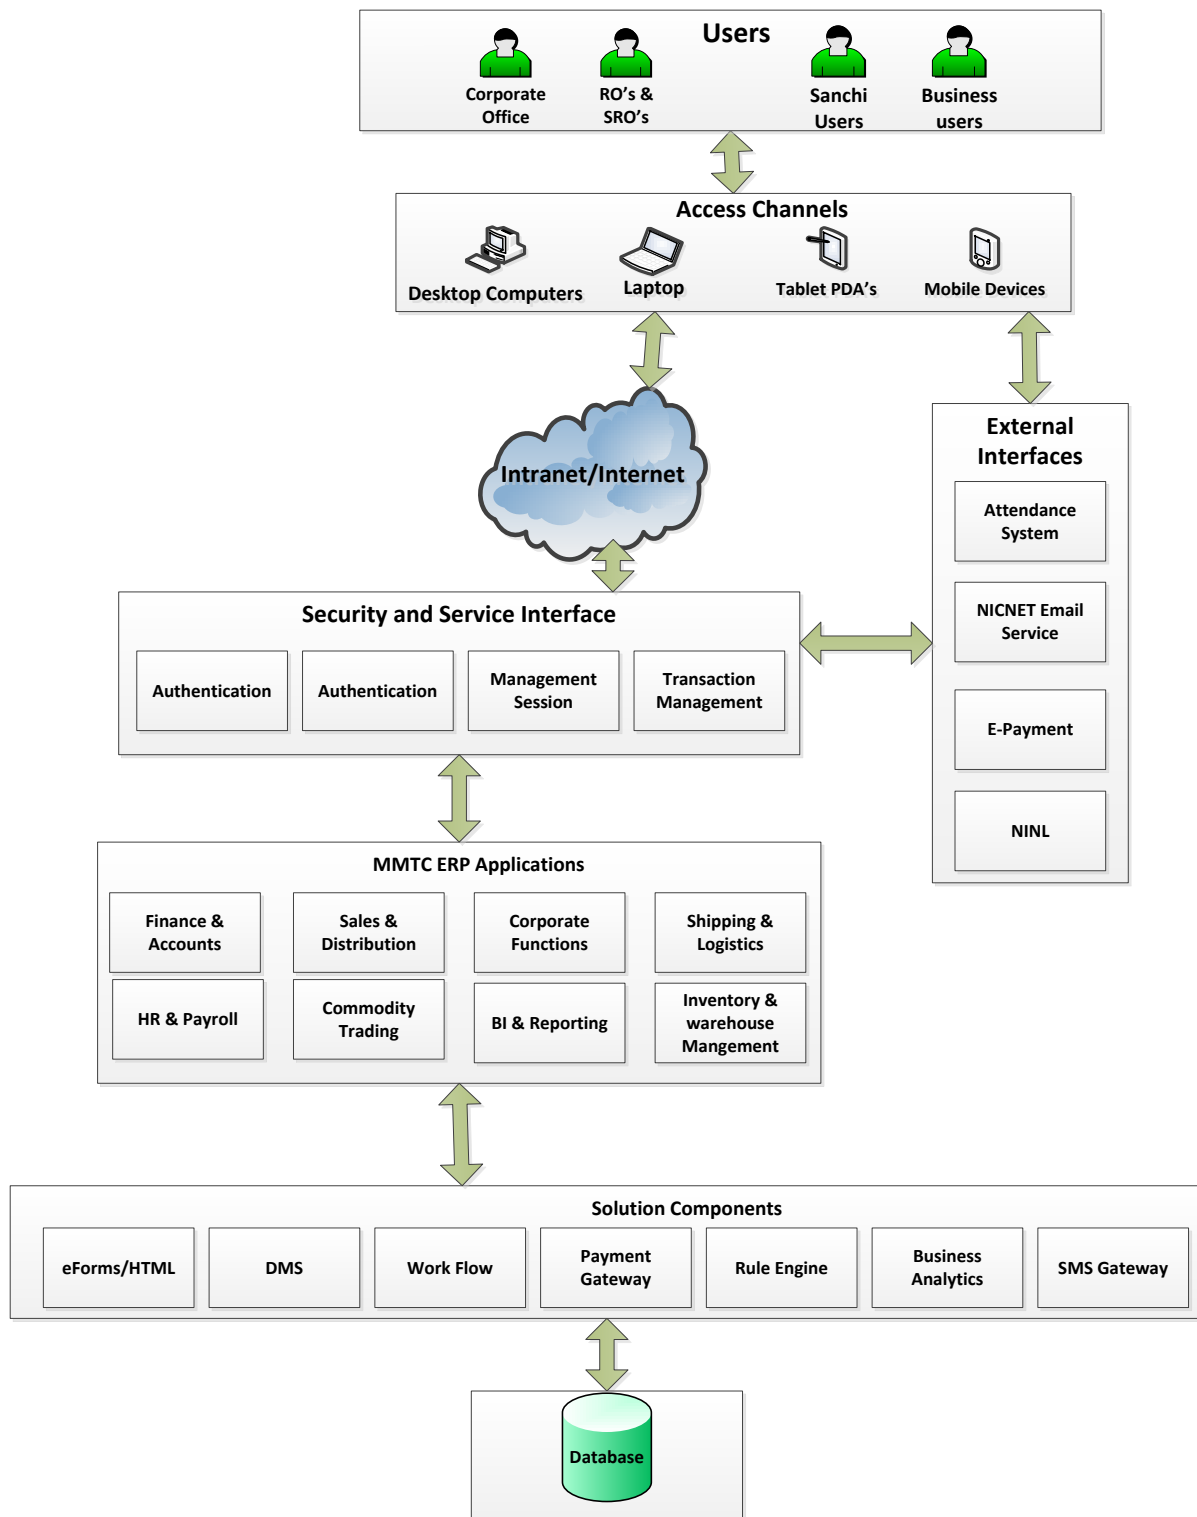 Users
Corporate
Office
RO's &
SRO's
Sanchi
Users
Business
users
Access Channels
Desktop Computers
Laptop
Tablet PDA's
Mobile Devices
Intranet/Internet
External
Interfaces
Attendance
System
NICNET Email
Service
E-Payment
NINL
Security and Service Interface
Authentication
Authentication
Management
Session
Transaction
Management
MMTC ERP Applications
Finance &
Accounts
Sales &
Distribution
Corporate
Functions
Shipping &
Logistics
HR & Payroll
Commodity
Trading
BI & Reporting
Inventory &
warehouse
Mangement
Solution Components
eForms/HTML
DMS
Work Flow
Payment
Gateway
Rule Engine
Business
Analytics
SMS Gateway
Database